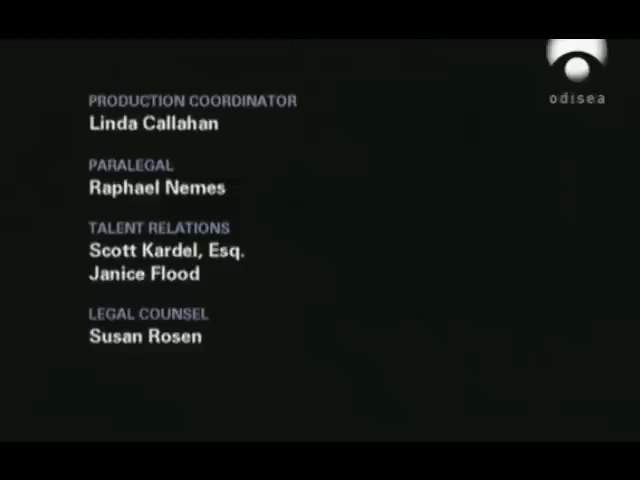 odisea
PRODUCTION COORDINATOR
Linda Callahan
PARALEGAL
Raphael Nemes
TALENT RELATIONS
Scott Kardel, Esq.
Janice Flood
LEGAL COUNSEL
Susan Rosen